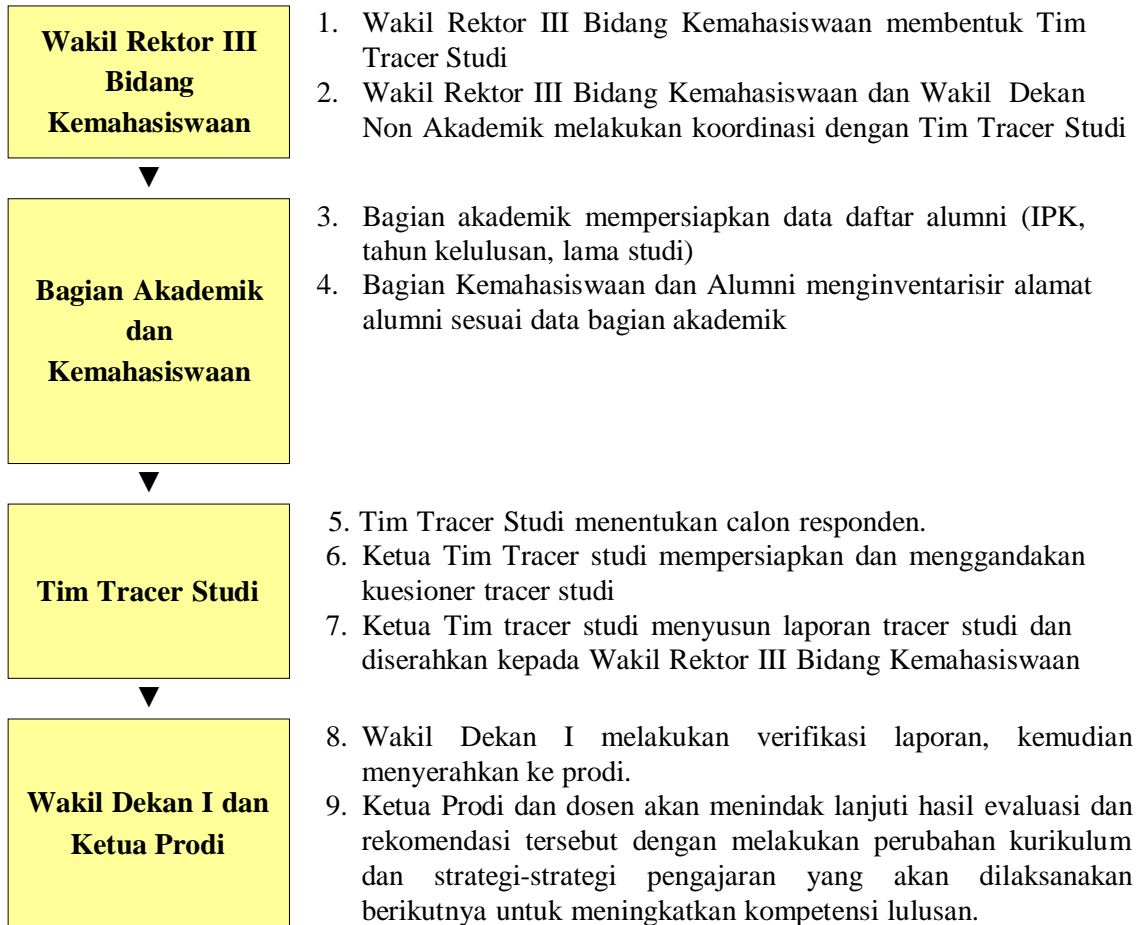 Wakil Rektor III
Bidang
Kemahasiswaan
1. Wakil Rektor III Bidang Kemahasiswaan membentuk Tim
Tracer Studi
2. Wakil Rektor III Bidang Kemahasiswaan dan Wakil Dekan
Non Akademik melakukan koordinasi dengan Tim Tracer Studi
Bagian Akademik
dan
Kemahasiswaan
3. Bagian akademik mempersiapkan data daftar alumni (IPK,
tahun kelulusan, lama studi)
4. Bagian Kemahasiswaan dan Alumni menginventarisir alamat
alumni sesuai data bagian akademik
Tim Tracer Studi
5. Tim Tracer Studi menentukan calon responden.
6. Ketua Tim Tracer studi mempersiapkan dan menggandakan
kuesioner tracer studi
7. Ketua Tim tracer studi menyusun laporan tracer studi dan
diserahkan kepada Wakil Rektor III Bidang Kemahasiswaan
Wakil Dekan I dan
Ketua Prodi
8. Wakil Dekan I melakukan verifikasi laporan, kemudian
menyerahkan ke prodi.
9. Ketua Prodi dan dosen akan menindak lanjuti hasil evaluasi dan
rekomendasi tersebut dengan melakukan perubahan kurikulum
dan strategi-strategi pengajaran yang akan dilaksanakan
berikutnya untuk meningkatkan kompetensi lulusan.